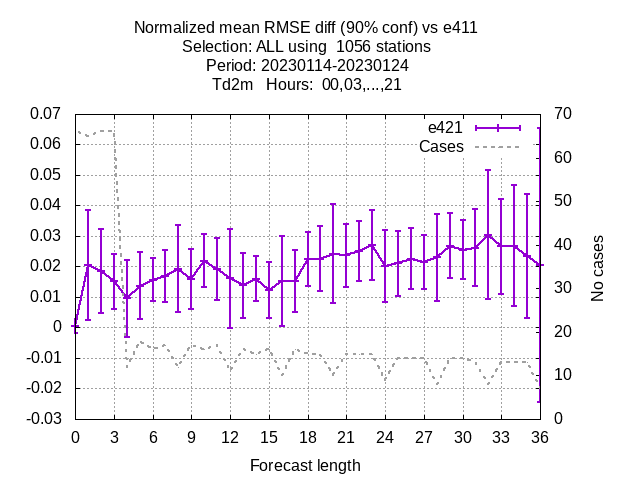 Normalized mean RMSE diff (90% conf) vs e411
Selection: ALL using  1056 stations
Period: 20230114-20230124
Td2m   Hours:  00,03,...,21
0.07
0.06
0.05
0.04
0.03
0.02
0.01
0
-0.01
-0.02
-0.03
e421
Cases
70
60
50
40
30
20
10
0
No cases
0 3 6 9 12 15 18 21 24 27 30 33 36
Forecast length